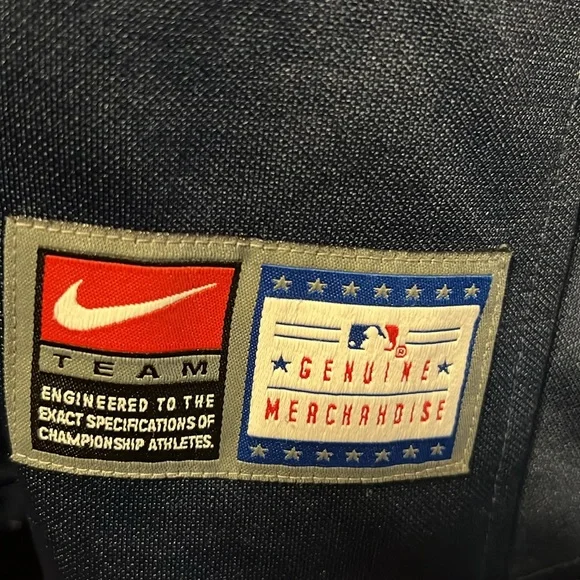 TEAM
ENGINEERED TO THE
EXACT SPECIFICATIONS OF
CHAMPIONSHIP ATHLETES.
®
GENUINE
MERCHANDISE